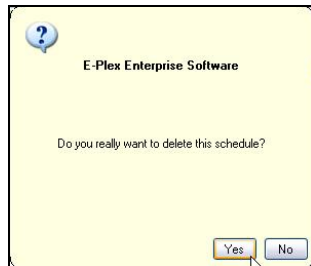 ?
E-Plex Enterprise Software
Do you really want to delete this schedule?
Yes No